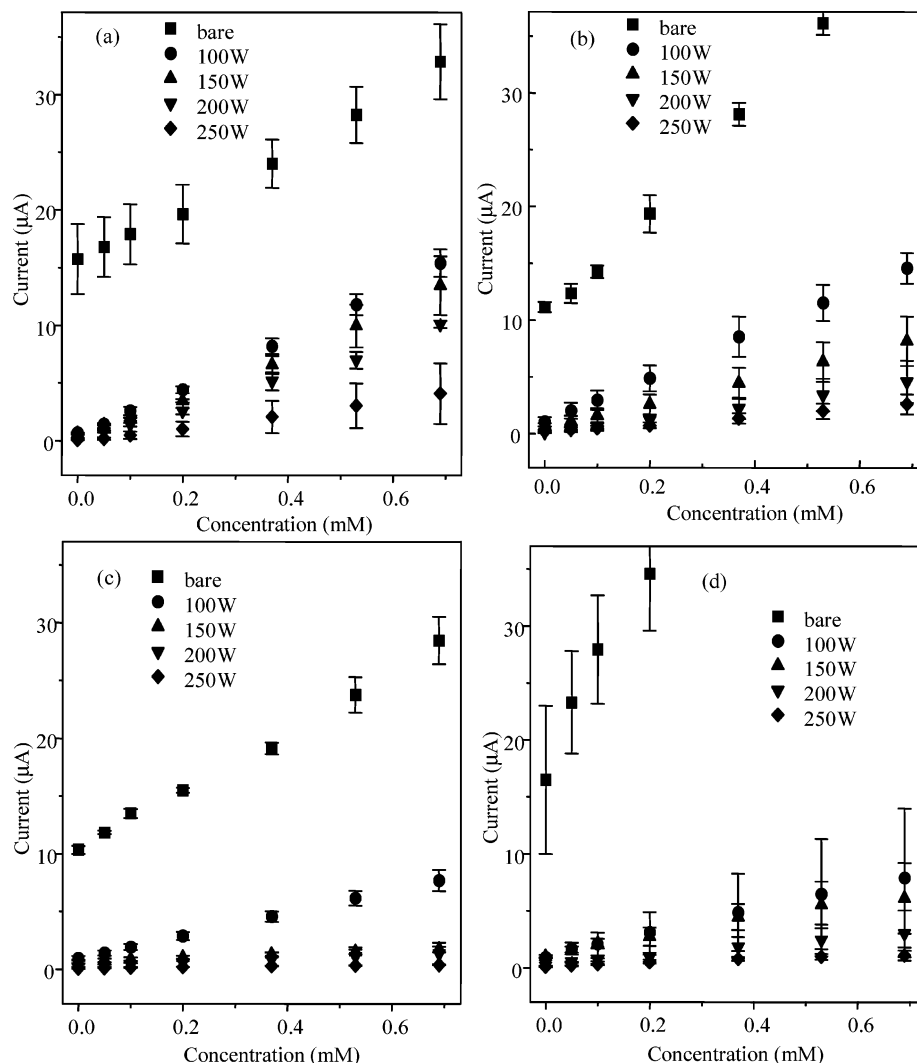 (a)
bare
100W
150W
200W
250W
30
20
10
0
Current (µA)
0.0 0.2 0.4 0.6
Concentration (mM)
(b)
bare
100W
150W
200W
250W
30
20
10
0
Current (µA)
0.0 0.2 0.4 0.6
Concentration (mM)
(c)
bare
100W
150W
200W
250W
30
20
10
0
Current (µA)
0.0 0.2 0.4 0.6
Concentration (mM)
(d)
bare
100W
150W
200W
250W
30
20
10
0
Current (µA)
0.0 0.2 0.4 0.6
Concentration (mM)